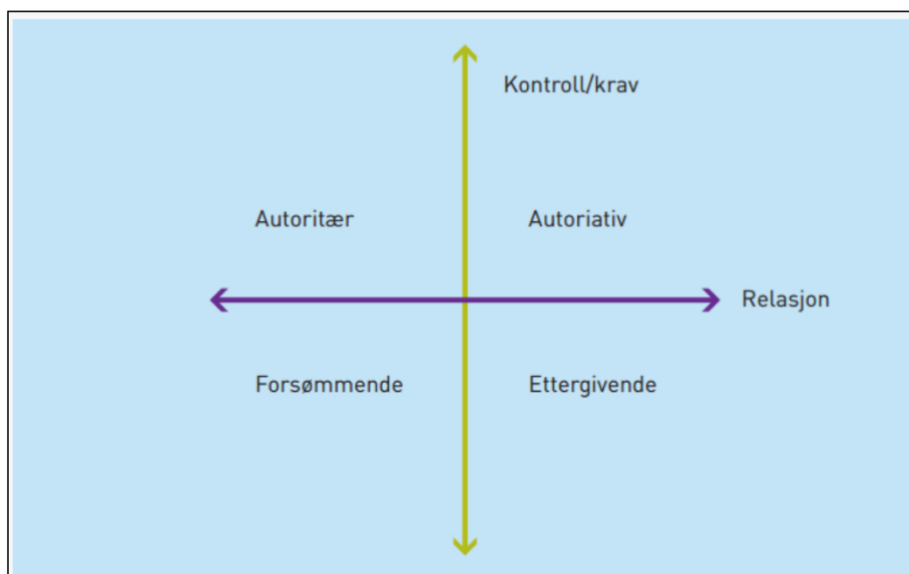 Kontroll/krav
Autoritær
Autoriativ
Relasjon
Forsømmende
Ettergivende